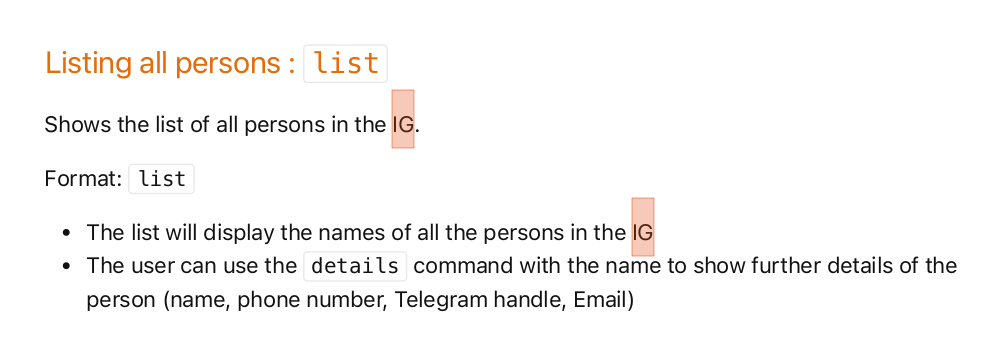 Listing all persons : list
Shows the list of all persons in the IG.
Format: list
• The list will display the names of all the persons in the IG
• The user can use the details command with the name to show further details of the
person (name, phone number, Telegram handle, Email)